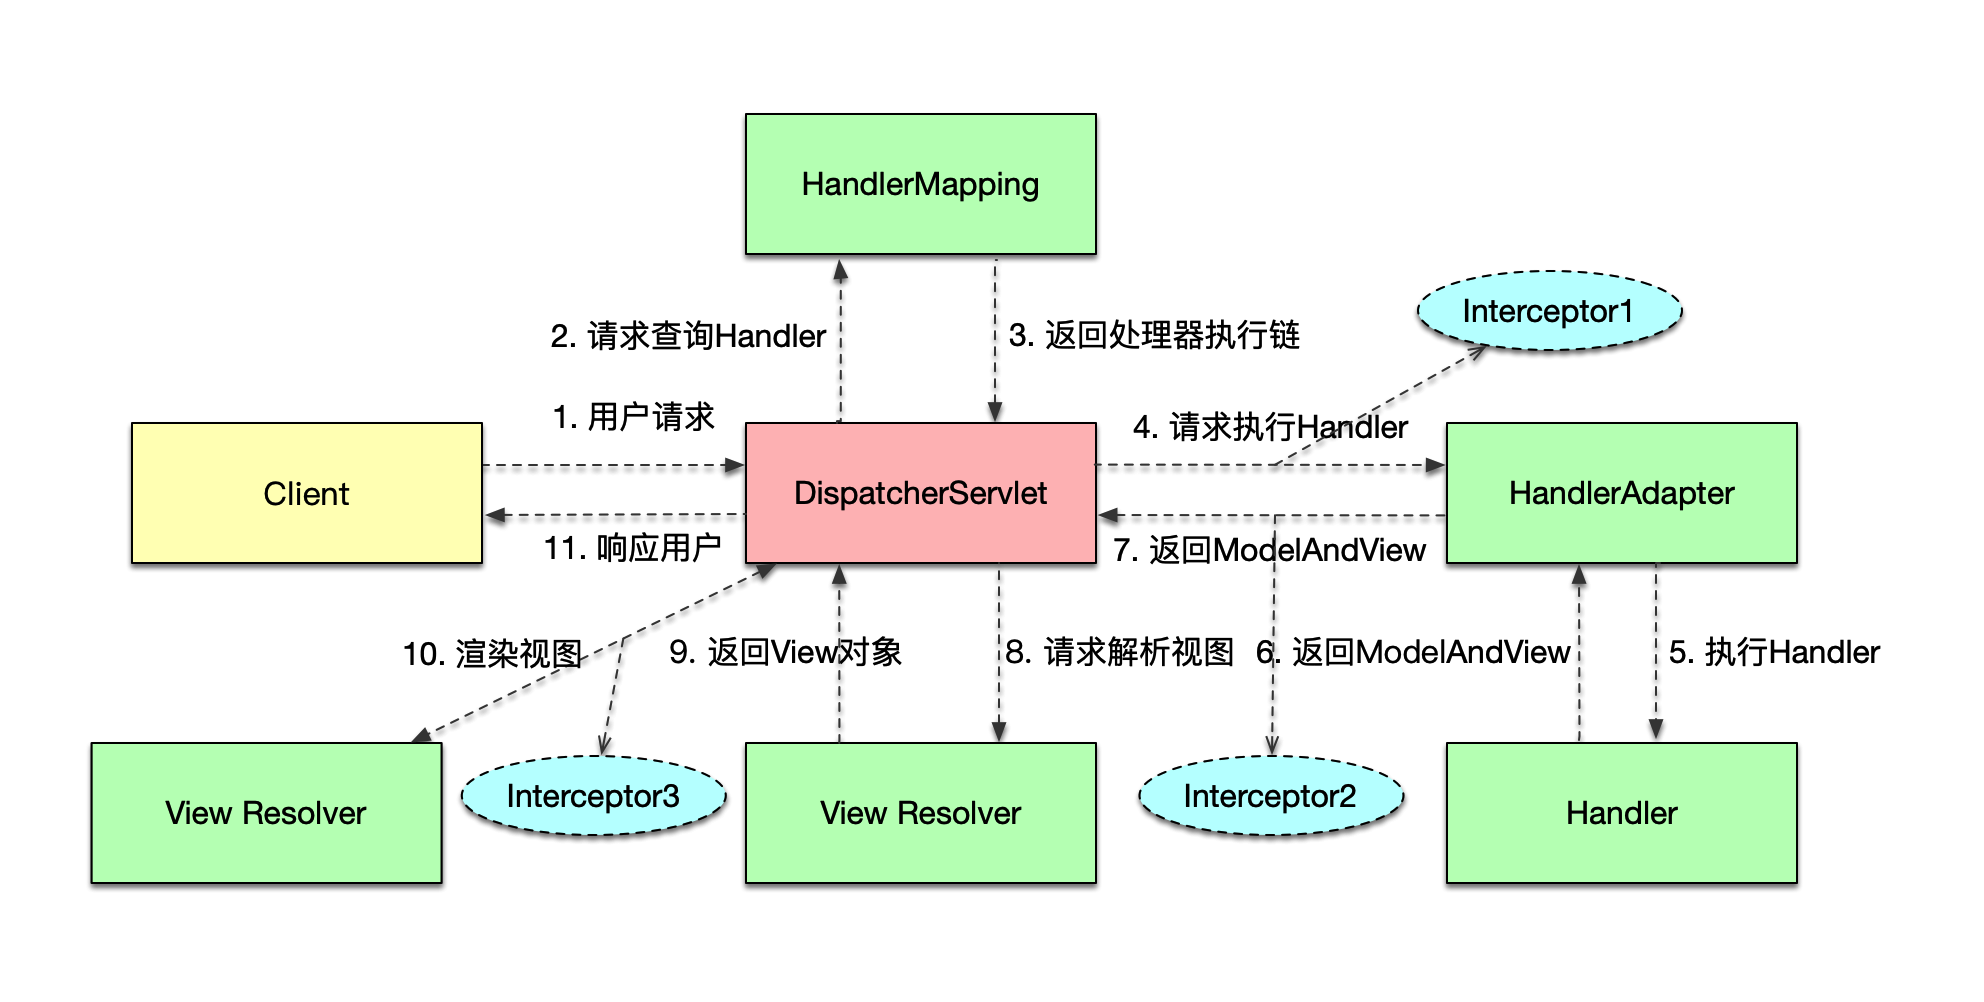 HandlerMapping
Interceptor1
2. 请求查询Handler
3. 返回处理器执行链
1. 用户请求
4. 请求执行Handler
Client
DispatcherServlet
HandlerAdapter
11. 响应用户
7. 返回ModelAndView
10. 渲染视图
9. 返回View对象
8. 请求解析视图
6. 返回ModelAndView
5. 执行Handler
View Resolver
Interceptor3
View Resolver
Interceptor2
Handler